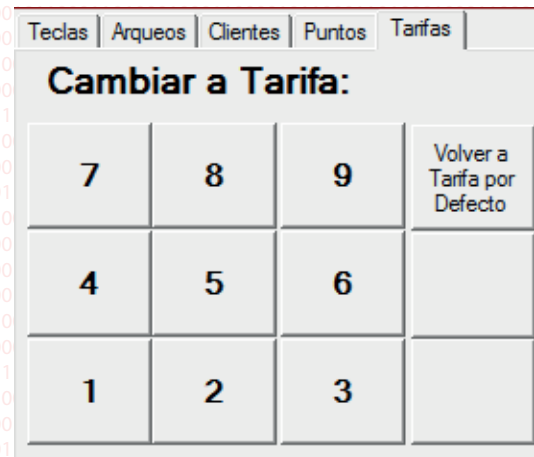 Teclas Arqueos Clientes Puntos Tarifas
Cambiar a Tarifa:
7 8 9 Volver a
Tarifa por
Defecto
4 5 6
1 2 3